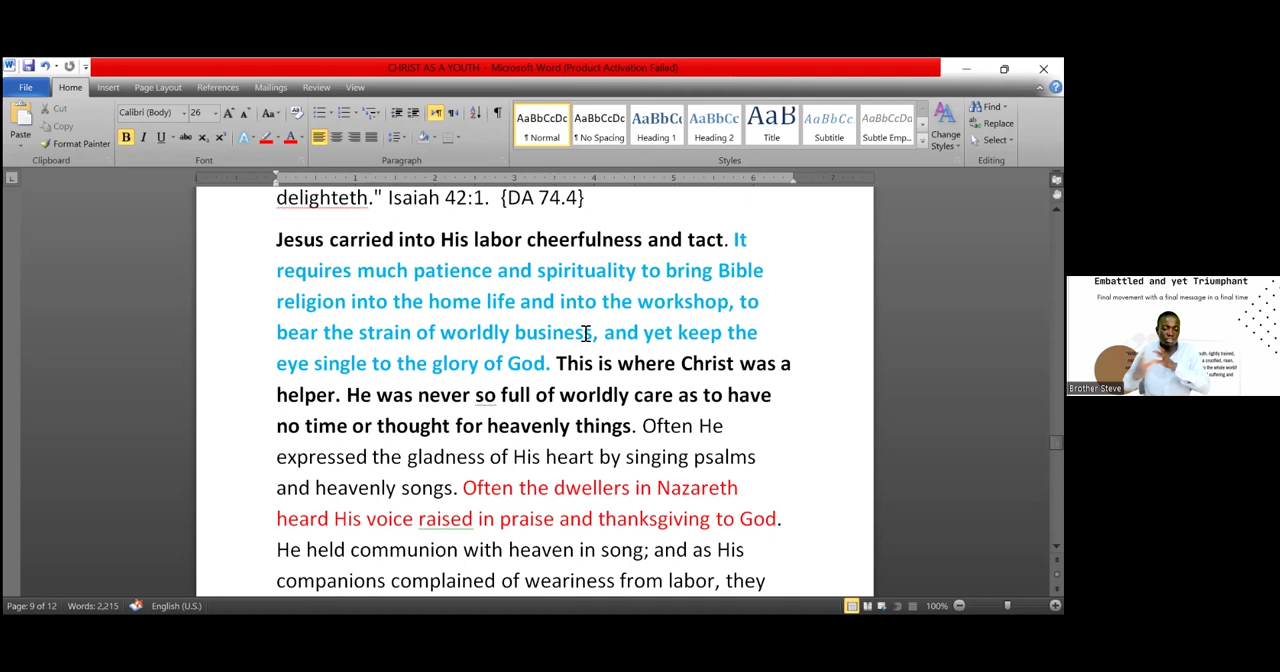 CHRIST AS A YOUTH - Microsoft Word (Product Activation Failed)
File Home Insert Page Layout References Mailings Review View
Cut
Copy
Format Painter
Paste
Clipboard
Calibri (Body) 26
Font
Paragraph
AaBbCcDc AaBbCcDc AaBbCc AaBbCc AaB AaBbCc. AaBbCcDc
¶ Normal ¶ No Spacing Heading 1 Heading 2 Title Subtitle Subtle Emp...
Change
Styles
Styles
Find
Replace
Select
Editing
1 2 3 4 5 6 7
delighteth." Isaiah 42:1. {DA 74.4}
Jesus carried into His labor cheerfulness and tact. It
requires much patience and spirituality to bring Bible
religion into the home life and into the workshop, to
bear the strain of worldly business, and yet keep the
eye single to the glory of God. This is where Christ was a
helper. He was never so full of worldly care as to have
no time or thought for heavenly things. Often He
expressed the gladness of His heart by singing psalms
and heavenly songs. Often the dwellers in Nazareth
heard His voice raised in praise and thanksgiving to God.
He held communion with heaven in song; and as His
companions complained of weariness from labor, they
Page: 9 of 12 Words: 2,215 English (U.S.) 100%
Embattled and yet Triumphant
Final movement with a final message in a final time
Brother Steve